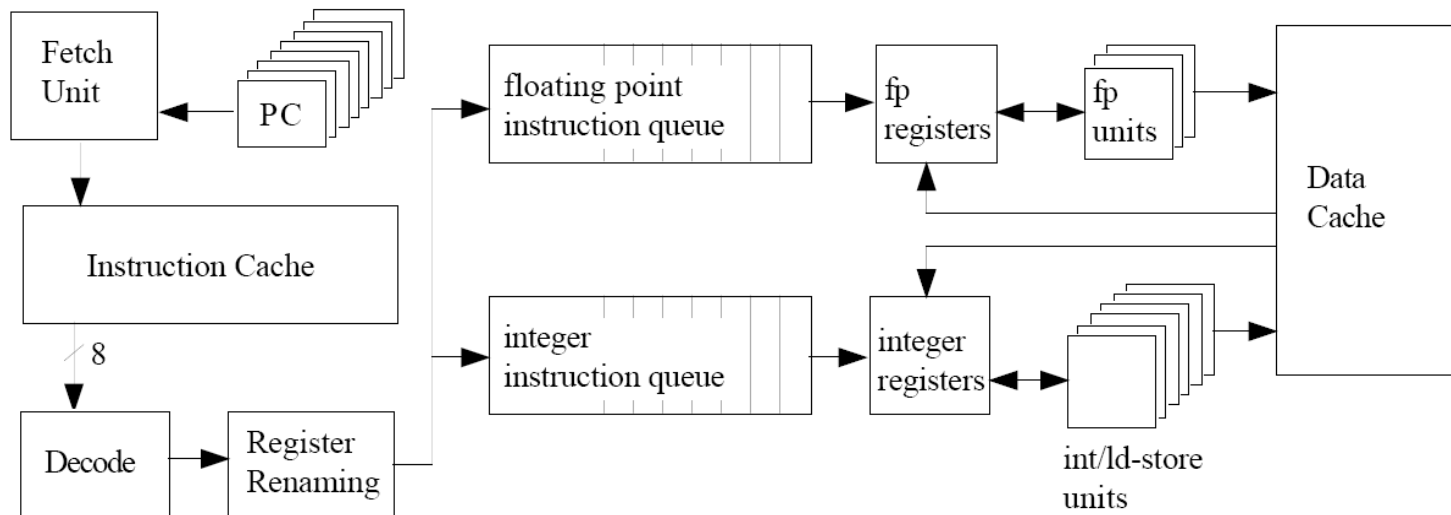 Fetch
Unit
PC
floating point
instruction queue
fp
registers
fp
units
Data
Cache
Instruction Cache
8
integer
instruction queue
integer
registers
Decode
Register
Renaming
int/ld-store
units